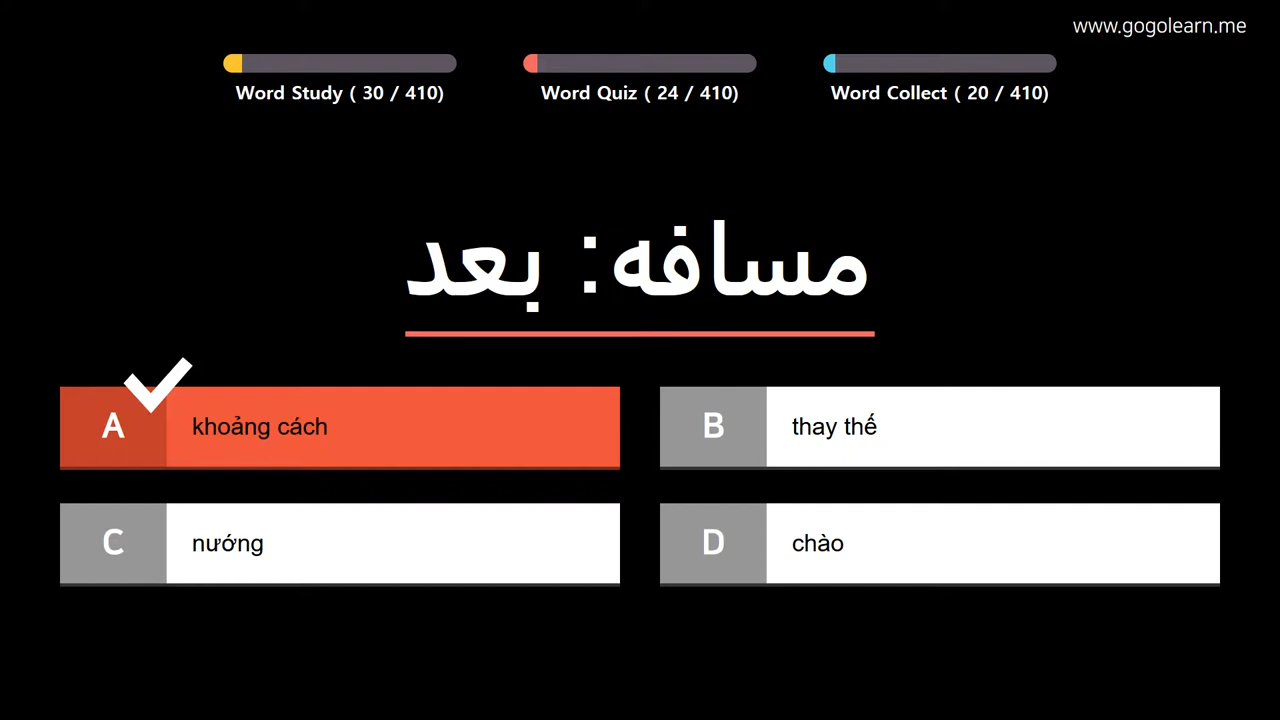 www.gogolearn.me
Word Study ( 30 / 410)
Word Quiz ( 24 / 410)
Word Collect ( 20 / 410)
مسافه: بعد
A khoảng cách
B thay thế
C nướng
D chào